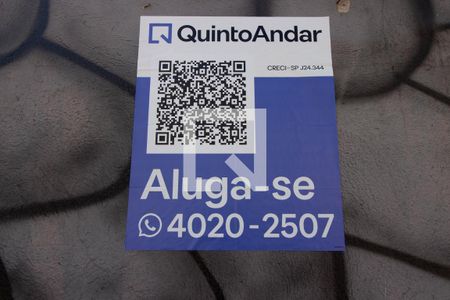 QuintoAndar
CRECI-SP J24.344
Aluga-se
4020-2507